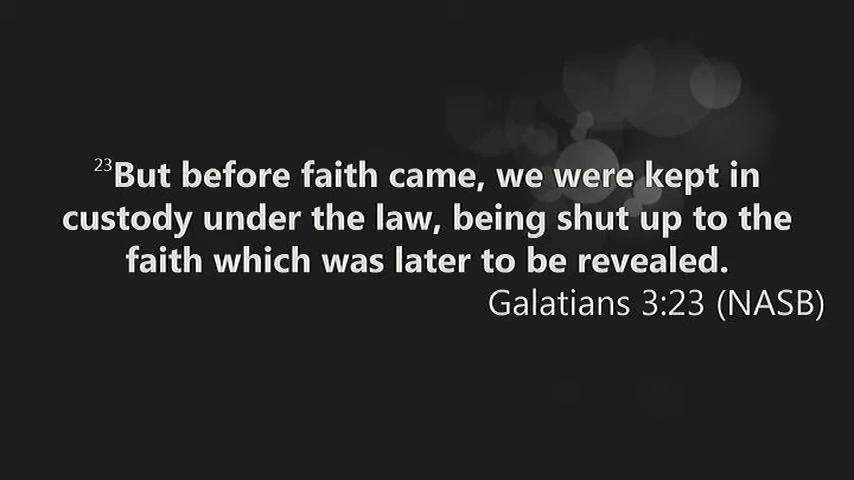 23But before faith came, we were kept in
custody under the law, being shut up to the
faith which was later to be revealed.
Galatians 3:23 (NASB)